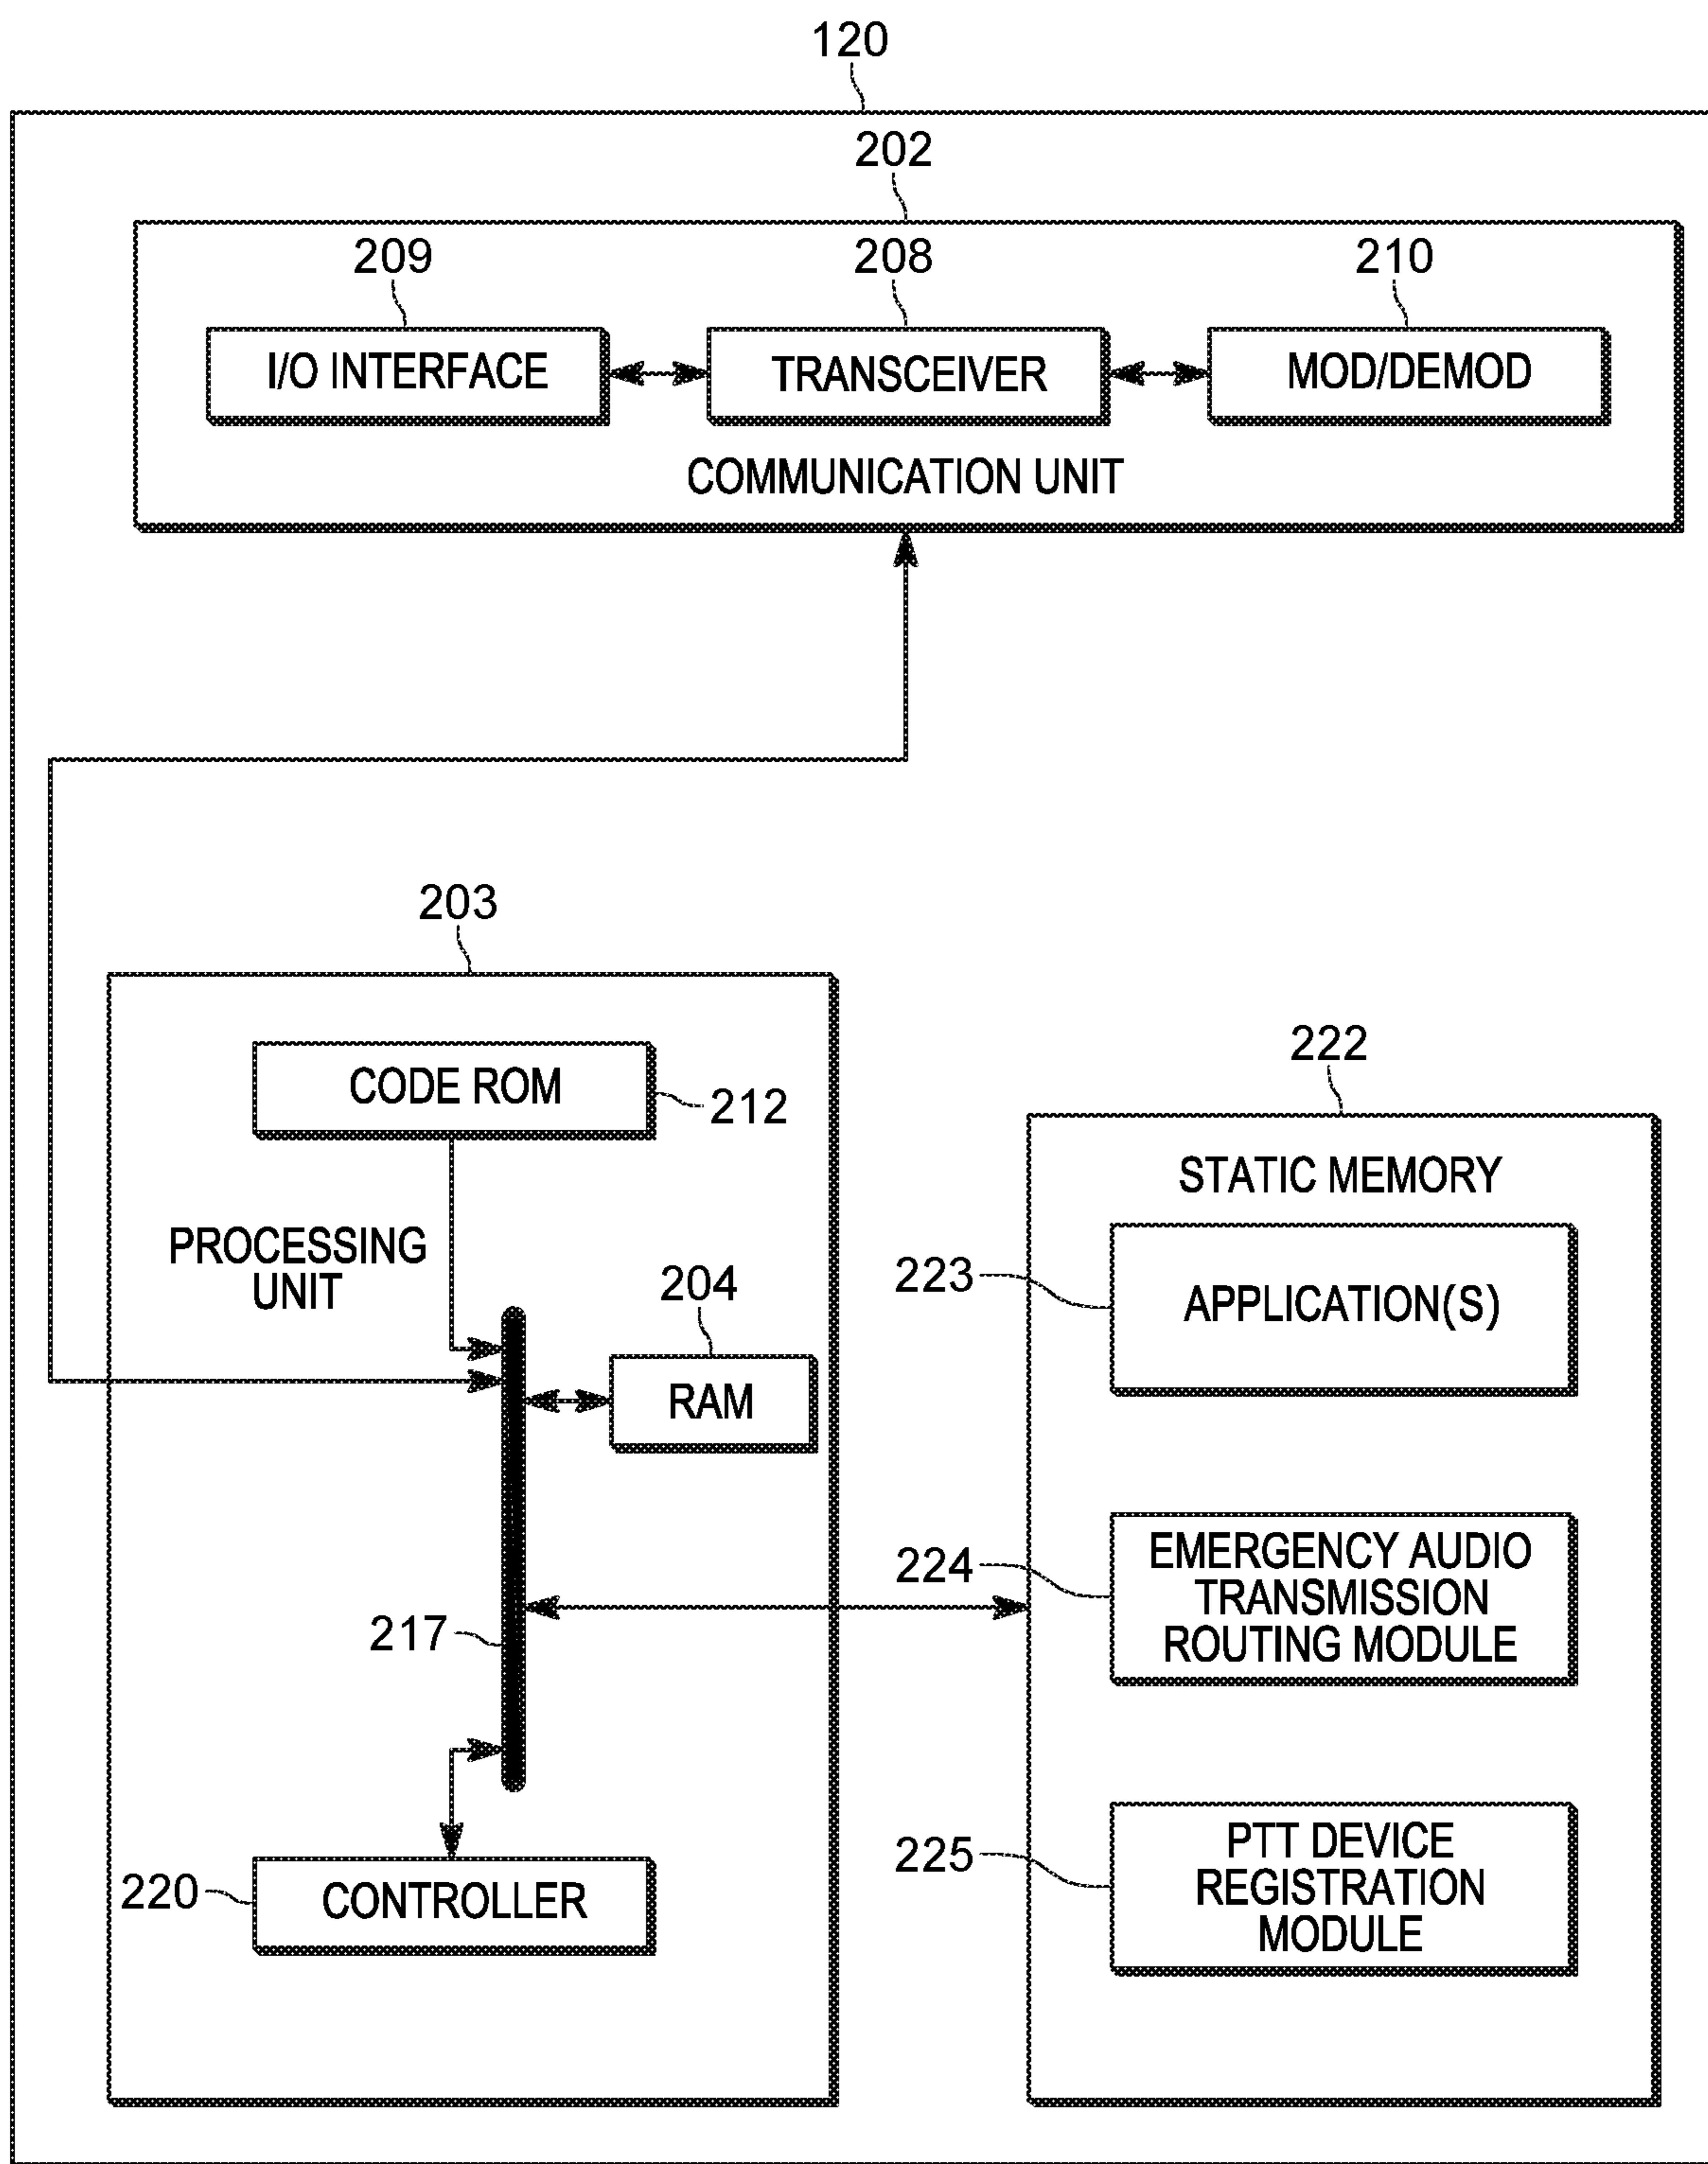 120
202
209
208
210
I/O INTERFACE
TRANSCEIVER
MOD/DEMOD
COMMUNICATION UNIT
203
CODE ROM
212
PROCESSING
UNIT
204
RAM
217
220
CONTROLLER
222
STATIC MEMORY
223
APPLICATION(S)
224
EMERGENCY AUDIO
TRANSMISSION
ROUTING MODULE
225
PTT DEVICE
REGISTRATION
MODULE